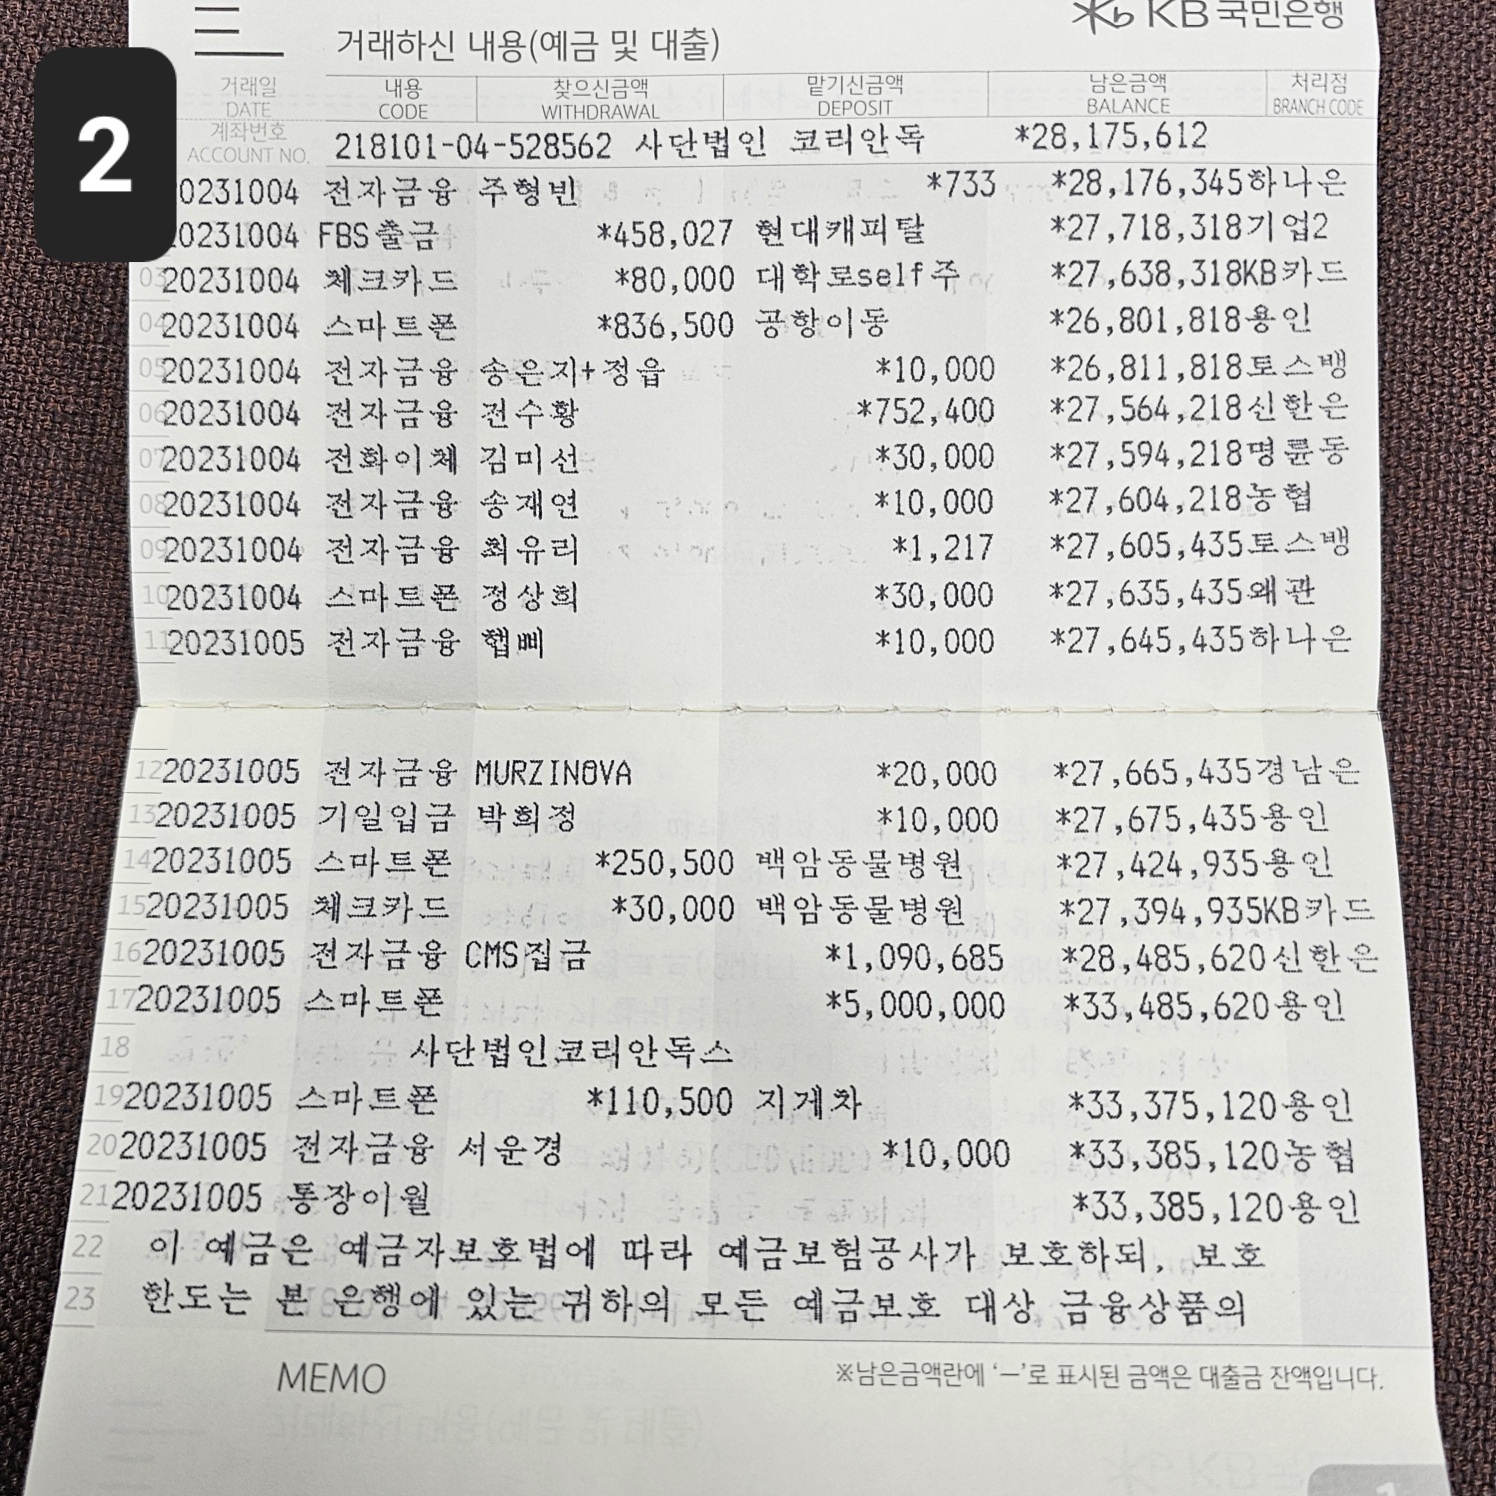 2
KB국민은행
거래하신 내용(예금 및 대출)
거래일 내용 찾으신금액 맡기신금액 남은금액 처리점
DATE CODE WITHDRAWAL DEPOSIT BALANCE BRANCH CODE
계좌번호
ACCOUNT NO. 218101-04-528562 사단법인 코리안독 *28,175,612
20231004 전자금융 주형빈 *733 *28,176,345하나은
20231004 FBS출금 *458,027 현대캐피탈 *27,718,318기업2
03 20231004 체크카드 *80,000 대학로self주 *27,638,318KB카드
04 20231004 스마트폰 *836,500 공항이동 *26,801,818용인
05 20231004 전자금융 송은지+정읍 *10,000 *26,811,818토스뱅
06 20231004 전자금융 전수황 *752,400 *27,564,218신한은
07 20231004 전화이체 김미선 *30,000 *27,594,218명륜동
08 20231004 전자금융 송재연 *10,000 *27,604,218농협
09 20231004 전자금융 최유리 *1,217 *27,605,435토스뱅
10 20231004 스마트폰 정상희 *30,000 *27,635,435왜관
11 20231005 전자금융 햅삐 *10,000 *27,645,435하나은
12 20231005 전자금융 MURZINOVA *20,000 *27,665,435경남은
13 20231005 기일입금 박희정 *10,000 *27,675,435용인
14 20231005 스마트폰 *250,500 백암동물병원 *27,424,935용인
15 20231005 체크카드 *30,000 백암동물병원 *27,394,935KB카드
16 20231005 전자금융 CMS집금 *1,090,685 *28,485,620신한은
17 20231005 스마트폰 *5,000,000 *33,485,620용인
18 사단법인코리안독스
19 20231005 스마트폰 *110,500 지게차 *33,375,120용인
20 20231005 전자금융 서운경 *10,000 *33,385,120농협
21 20231005 통장이월 *33,385,120용인
22 이 예금은 예금자보호법에 따라 예금보험공사가 보호하되, 보호
23 한도는 본 은행에 있는 귀하의 모든 예금보호 대상 금융상품의
MEMO ※남은금액란에 ‘－’로 표시된 금액은 대출금 잔액입니다.
1